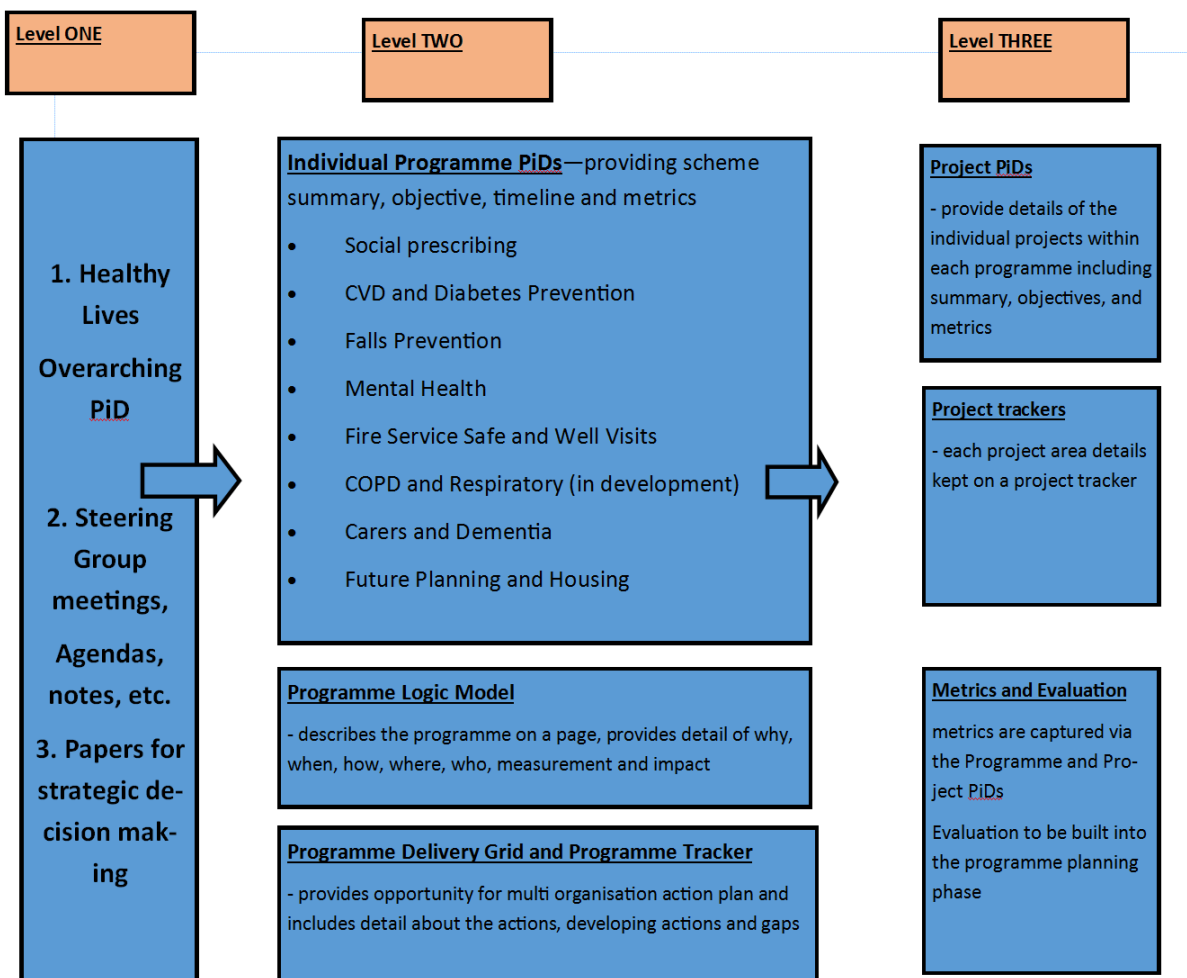 Level ONE
Level TWO
Level THREE
1. Healthy
Lives
Overarching
PiD
2. Steering
Group
meetings,
Agendas,
notes, etc.
3. Papers for
strategic de-
cision mak-
ing
Individual Programme PiDs—providing scheme
summary, objective, timeline and metrics
• Social prescribing
• CVD and Diabetes Prevention
• Falls Prevention
• Mental Health
• Fire Service Safe and Well Visits
• COPD and Respiratory (in development)
• Carers and Dementia
• Future Planning and Housing
Programme Logic Model
- describes the programme on a page, provides detail of why,
when, how, where, who, measurement and impact
Programme Delivery Grid and Programme Tracker
- provides opportunity for multi organisation action plan and
includes detail about the actions, developing actions and gaps
Project PiDs
- provide details of the
individual projects within
each programme including
summary, objectives, and
metrics
Project trackers
- each project area details
kept on a project tracker
Metrics and Evaluation
metrics are captured via
the Programme and Pro-
ject PiDs
Evaluation to be built into
the programme planning
phase